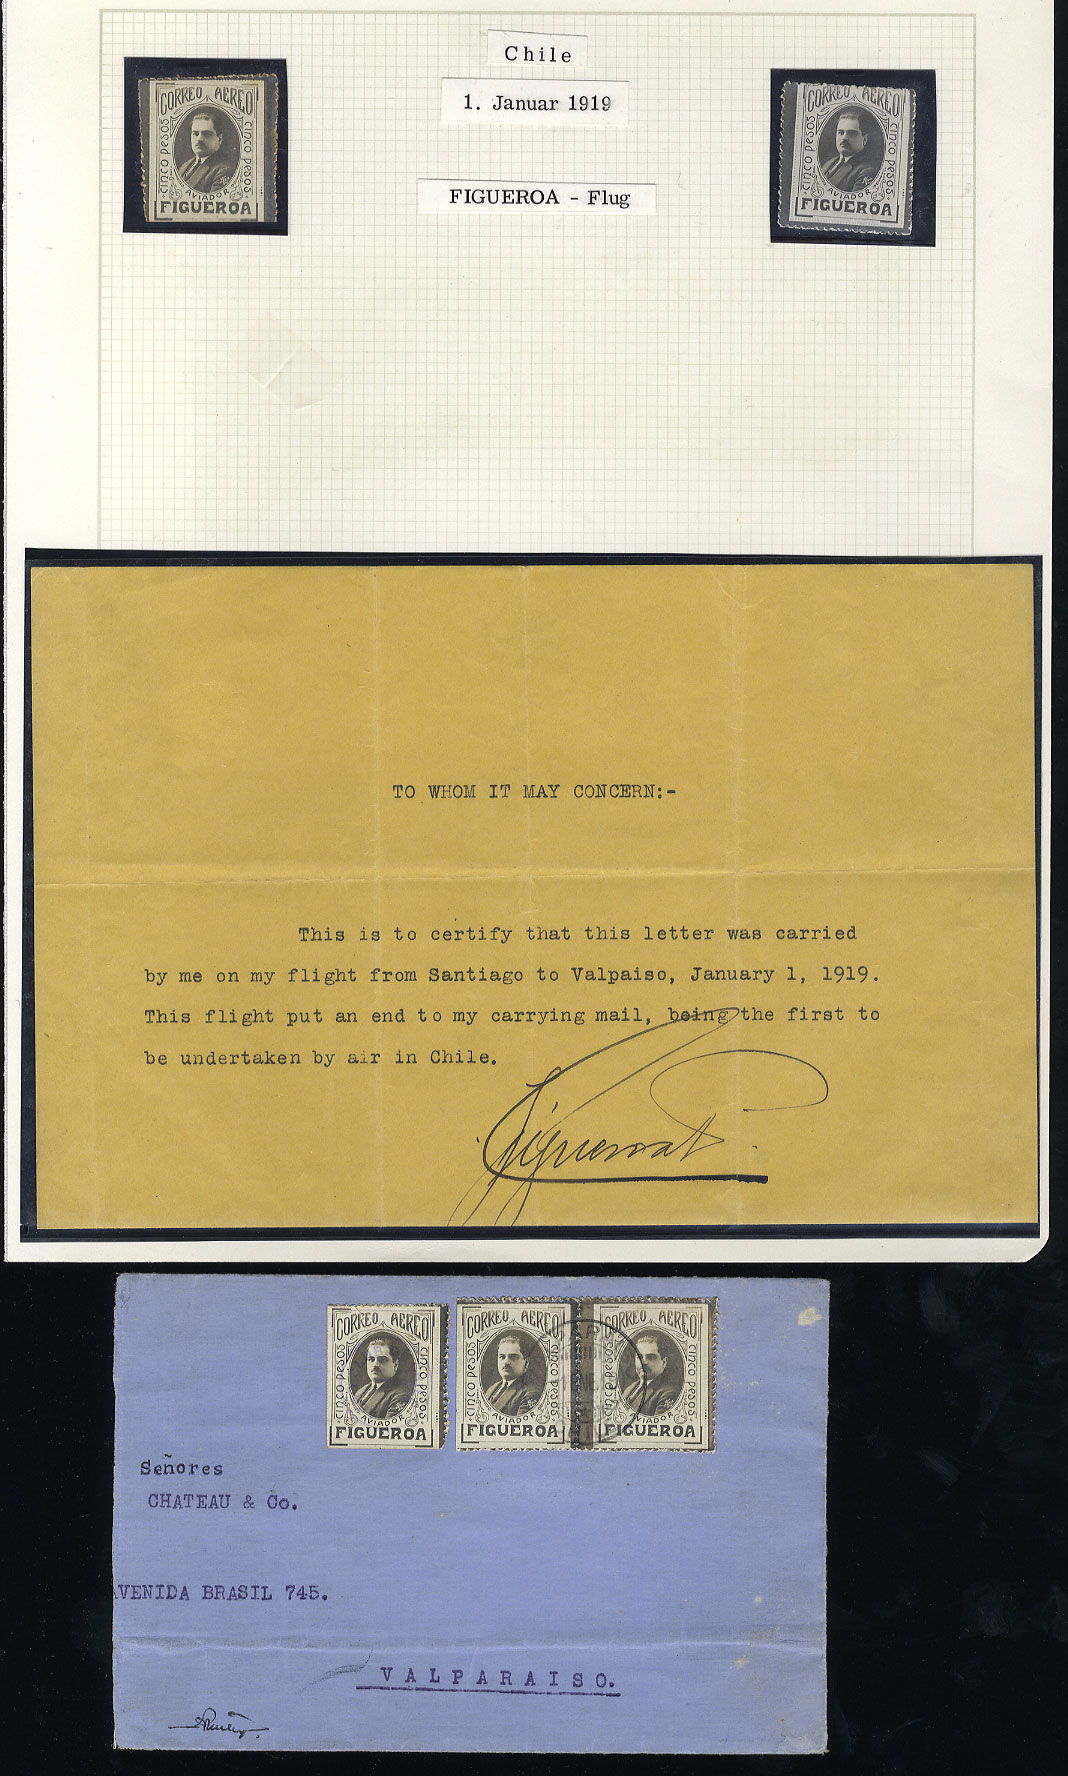 Chile
1. Januar 1919
FIGUEROA - Flug
CORREO AEREO
CINCO PESOS
CINCO PESOS
AVIADOR
FIGUEROA
CORREO AEREO
CINCO PESOS
CINCO PESOS
AVIADOR
FIGUEROA
TO WHOM IT MAY CONCERN:-
This is to certify that this letter was carried
by me on my flight from Santiago to Valpaiso, January 1, 1919.
This flight put an end to my carrying mail, being the first to
be undertaken by air in Chile.
CORREO AEREO
CINCO PESOS
CINCO PESOS
AVIADOR
FIGUEROA
CORREO AEREO
CINCO PESOS
CINCO PESOS
AVIADOR
FIGUEROA
CORREO AEREO
CINCO PESOS
CINCO PESOS
AVIADOR
FIGUEROA
Señores
CHATEAU & Co.
AVENIDA BRASIL 745.
VALPARAISO.